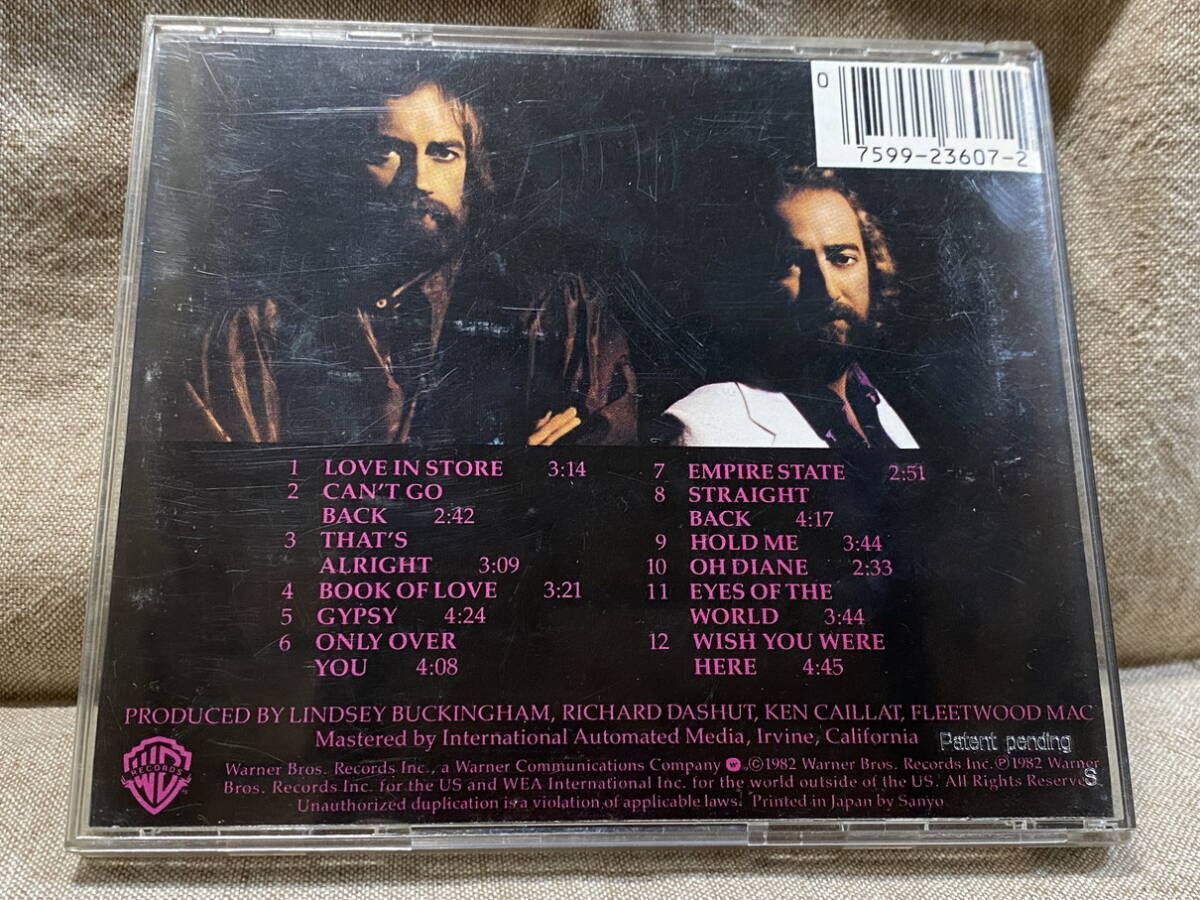 0
7599-23607-2
1 LOVE IN STORE 3:14
2 CAN'T GO
BACK 2:42
3 THAT'S
ALRIGHT 3:09
4 BOOK OF LOVE 3:21
5 GYPSY 4:24
6 ONLY OVER
YOU 4:08
7 EMPIRE STATE 2:51
8 STRAIGHT
BACK 4:17
9 HOLD ME 3:44
10 OH DIANE 2:33
11 EYES OF THE
WORLD 3:44
12 WISH YOU WERE
HERE 4:45
PRODUCED BY LINDSEY BUCKINGHAM, RICHARD DASHUT, KEN CAILLAT, FLEETWOOD MAC
Mastered by International Automated Media, Irvine, California
Patent pending
S
WB
RECORDS
Warner Bros. Records Inc., a Warner Communications Company W ©1982 Warner Bros. Records Inc. ℗1982 Warner
Bros. Records Inc. for the US and WEA International Inc. for the world outside of the US. All Rights Reserved.
Unauthorized duplication is a violation of applicable laws. Printed in Japan by Sanyo